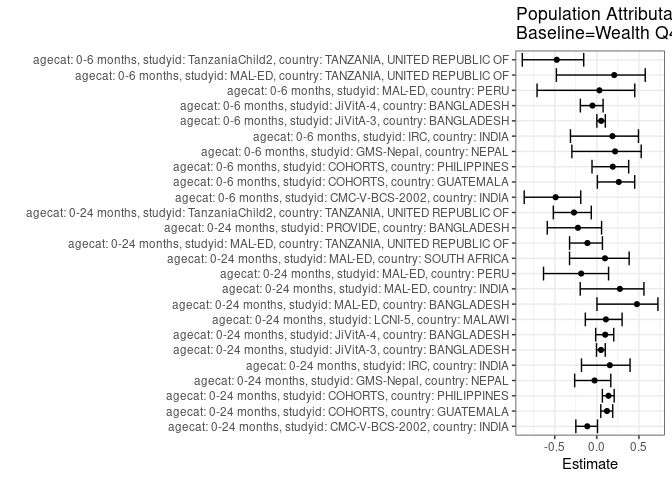 Population Attributa
Baseline=Wealth Q4
agecat: 0-6 months, studyid: TanzaniaChild2, country: TANZANIA, UNITED REPUBLIC OF
agecat: 0-6 months, studyid: MAL-ED, country: TANZANIA, UNITED REPUBLIC OF
agecat: 0-6 months, studyid: MAL-ED, country: PERU
agecat: 0-6 months, studyid: JiVitA-4, country: BANGLADESH
agecat: 0-6 months, studyid: JiVitA-3, country: BANGLADESH
agecat: 0-6 months, studyid: IRC, country: INDIA
agecat: 0-6 months, studyid: GMS-Nepal, country: NEPAL
agecat: 0-6 months, studyid: COHORTS, country: PHILIPPINES
agecat: 0-6 months, studyid: COHORTS, country: GUATEMALA
agecat: 0-6 months, studyid: CMC-V-BCS-2002, country: INDIA
agecat: 0-24 months, studyid: TanzaniaChild2, country: TANZANIA, UNITED REPUBLIC OF
agecat: 0-24 months, studyid: PROVIDE, country: BANGLADESH
agecat: 0-24 months, studyid: MAL-ED, country: TANZANIA, UNITED REPUBLIC OF
agecat: 0-24 months, studyid: MAL-ED, country: SOUTH AFRICA
agecat: 0-24 months, studyid: MAL-ED, country: PERU
agecat: 0-24 months, studyid: MAL-ED, country: INDIA
agecat: 0-24 months, studyid: MAL-ED, country: BANGLADESH
agecat: 0-24 months, studyid: LCNI-5, country: MALAWI
agecat: 0-24 months, studyid: JiVitA-4, country: BANGLADESH
agecat: 0-24 months, studyid: JiVitA-3, country: BANGLADESH
agecat: 0-24 months, studyid: IRC, country: INDIA
agecat: 0-24 months, studyid: GMS-Nepal, country: NEPAL
agecat: 0-24 months, studyid: COHORTS, country: PHILIPPINES
agecat: 0-24 months, studyid: COHORTS, country: GUATEMALA
agecat: 0-24 months, studyid: CMC-V-BCS-2002, country: INDIA
-0.5 0.0 0.5
Estimate